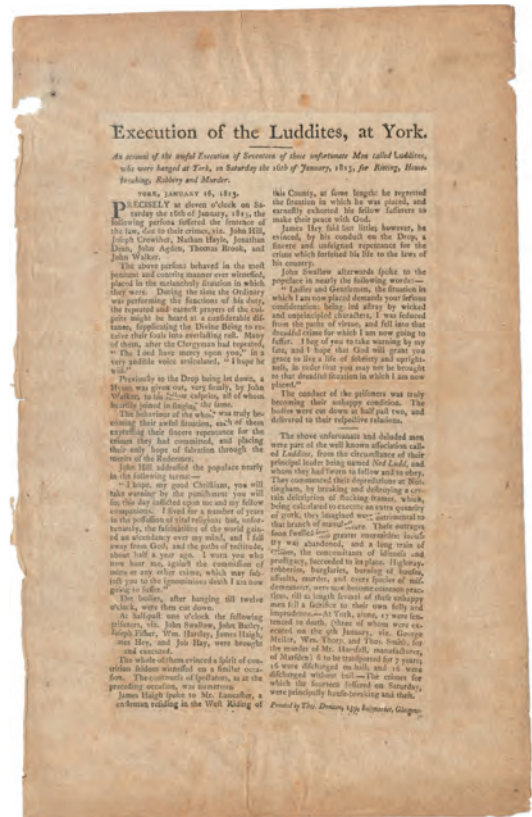 Execution of the Luddites, at York.
An account of the awful Execution of Seventeen of those unfortunate Men called Luddites,
who were hanged at York, on Saturday the 16th of January, 1813, for Rioting, House-
breaking, Robbery and Murder.
YORK, JANUARY 16, 1813.
PRECISELY at eleven o'clock on Sa-
turday the 16th of January, 1813, the
following persons suffered the sentence of
the law, due to their crimes, viz. John Hill,
Joseph Crowther, Nathan Hayle, Jonathan
Dean, John Ogden, Thomas Brook, and
John Walker.
The above persons behaved in the most
penitent and contrite manner ever witnessed,
placed in the melancholy situation in which
they were. During the time the Ordinary
was performing the functions of his duty,
the repeated and earnest prayers of the cul-
prits might be heard at a considerable dis-
tance, supplicating the Divine Being to re-
ceive their souls into everlasting rest. Many
of them, after the Clergyman had repeated,
"The Lord have mercy upon you," in a
very audible voice articulated, "I hope he
will."
Previously to the Drop being let down, a
Hymn was given out, very firmly, by John
Walker, to his fellow culprits, all of whom
heartily joined in singing the same.
The behaviour of the whole was truly be-
coming their awful situation, each of them
expressing their sincere repentance for the
crimes they had committed, and placing
their only hope of salvation through the
merits of the Redeemer.
John Hill addressed the populace nearly
in the following terms:—
"I hope, my good Christians, you will
take warning by the punishment you will
see this day inflicted upon me and my fellow
companions. I lived for a number of years
in the possession of vital religion; but, unfor-
tunately, the fascinations of the world gain-
ed an ascendancy over my mind, and I fell
away from God, and the paths of rectitude,
about half a year ago. I warn you who
now hear me, against the commission of
mine or any other crime, which may sub-
ject you to the ignominious death I am now
going to suffer."
The bodies, after hanging till twelve
o'clock, were then cut down.
At half-past one o'clock the following
prisoners, viz. John Swallow, John Batley,
Joseph Fisher, Wm. Hartley, James Haigh,
Hey, and Job Hay, were brought
and executed.
The whole of them evinced a spirit of con-
trition seldom witnessed on a similar occa-
sion. The concourse of spectators, as at the
preceding occasion, was numerous
James Haigh spoke to Mr. Lancaster, a
gentleman residing in the West Riding of
this County, at some length: he regretted
the situation in which he was placed, and
earnestly exhorted his fellow sufferers to
make their peace with God.
James Hey said but little; however, he
evinced, by his conduct on the Drop, a
sincere and unfeigned repentance for the
crime which forfeited his life to the laws of
his country.
John Swallow afterwards spoke to the
populace in nearly the following words:—
"Ladies and Gentlemen, the situation in
which I am now placed demands your serious
consideration: being led astray by wicked
and unprincipled characters, I was seduced
from the paths of virtue, and fell into that
dreadful crime for which I am now going to
suffer. I beg of you to take warning by my
fate, and I hope that God will grant you
grace to live a life of sobriety and upright-
ness, in order that you may not be brought
to that dreadful situation in which I am now
placed."
The conduct of the prisoners was truly
becoming their unhappy condition. The
bodies were cut down at half past two, and
delivered to their respective relations.
The above unfortunate and deluded men
were part of the well known association call-
ed Luddites, from the circumstance of their
principal leader being named Ned Ludd, and
whom they had sworn to follow and to obey.
They commenced their depredations at Not-
tingham, by breaking and destroying a cer-
tain description of stocking frames, which,
being calculated to execute an extra quantity
of work, they imagined were detrimental to
that branch of manufacture. Their outrages
soon swelled greater enormities: indus-
try was abandoned, and a long train of
crimes, the concomitants of idleness and
profligacy, succeeded in its place. Highway-
robberies, burglaries, burning of houses,
assaults, murder, and every species of mis-
demeanour, were now become common prac-
tices, till at length several of these unhappy
men fell a sacrifice to their own folly and
imprudence.—At York, alone, 17 were sen-
tenced to death, (three of whom were ex-
ecuted on the 9th January, viz. George
Mellor, Wm. Thorp, and Thos. Smith, for
the murder of Mr. Horsfall, manufacturer,
of Marsden) 6 to be transported for 7 years,
16 were discharged on bail, and 16 were
discharged without bail—The crimes for
which the fourteen suffered on Saturday,
were principally house-breaking and theft.
Printed by Tho. Duncan, 159, Saltmarket, Glasgow.